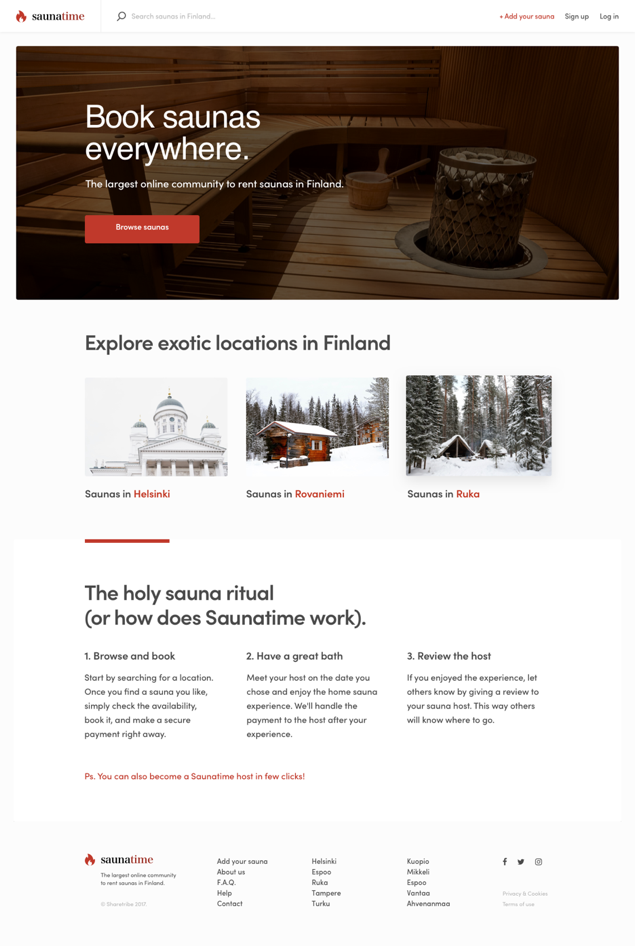 saunatime
Search saunas in Finland...
+ Add your sauna
Sign up
Log in
Book saunas
everywhere.
The largest online community to rent saunas in Finland.
Browse saunas
Explore exotic locations in Finland
Saunas in Helsinki
Saunas in Rovaniemi
Saunas in Ruka
The holy sauna ritual
(or how does Saunatime work).
1. Browse and book
Start by searching for a location.
Once you find a sauna you like,
simply check the availability,
book it, and make a secure
payment right away.
2. Have a great bath
Meet your host on the date you
chose and enjoy the home sauna
experience. We'll handle the
payment to the host after your
experience.
3. Review the host
If you enjoyed the experience, let
others know by giving a review to
your sauna host. This way others
will know where to go.
Ps. You can also become a Saunatime host in few clicks!
saunatime
The largest online community
to rent saunas in Finland.
© Sharetribe 2017
Add your sauna
About us
F.A.Q.
Help
Contact
Helsinki
Espoo
Ruka
Tampere
Turku
Kuopio
Mikkeli
Espoo
Vantaa
Ahvenanmaa
Privacy & Cookies
Terms of use